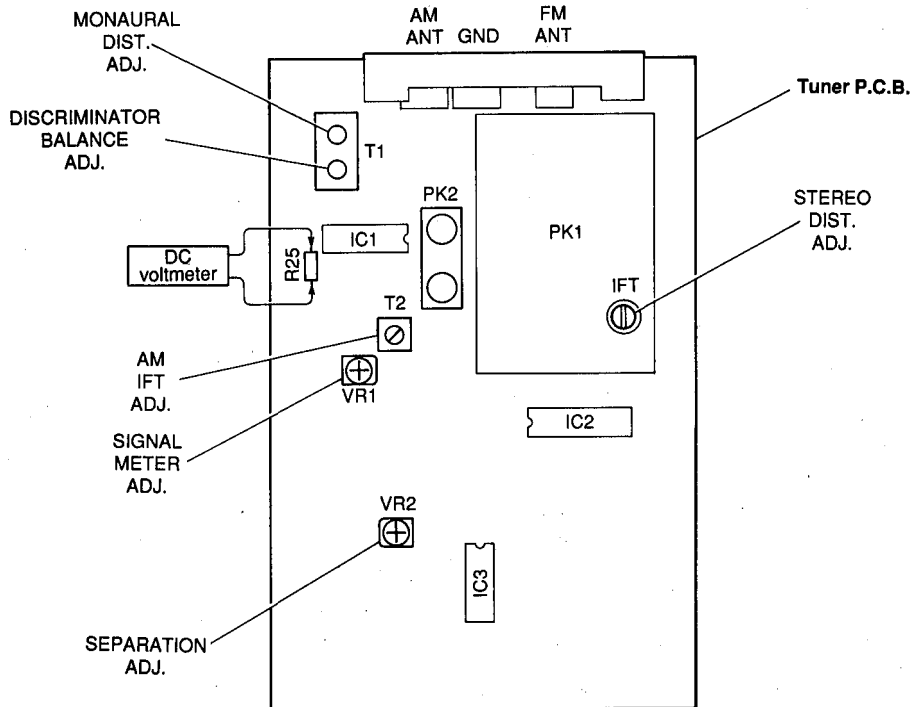 MONAURAL
DIST.
ADJ.
AM
ANT
GND
FM
ANT
Tuner P.C.B.
DISCRIMINATOR
BALANCE
ADJ.
T1
PK2
STEREO
DIST.
ADJ.
IC1
PK1
DC
voltmeter
R25
IFT
T2
AM
IFT
ADJ.
VR1
IC2
SIGNAL
METER
ADJ.
VR2
IC3
SEPARATION
ADJ.